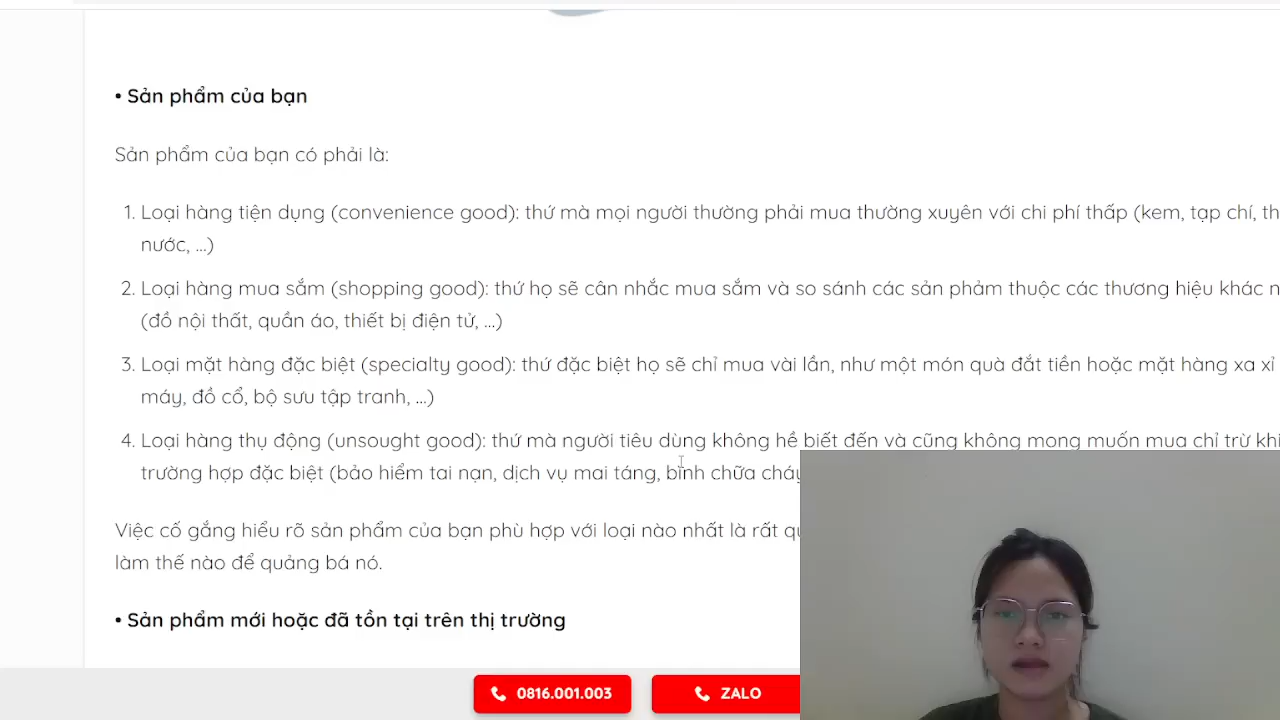 • Sản phẩm của bạn
Sản phẩm của bạn có phải là:
1. Loại hàng tiện dụng (convenience good): thứ mà mọi người thường phải mua thường xuyên với chi phí thấp (kem, tạp chí, th
nước, ...)
2. Loại hàng mua sắm (shopping good): thứ họ sẽ cân nhắc mua sắm và so sánh các sản phảm thuộc các thương hiệu khác n
(đồ nội thất, quần áo, thiết bị điện tử, ...)
3. Loại mặt hàng đặc biệt (specialty good): thứ đặc biệt họ sẽ chỉ mua vài lần, như một món quà đắt tiền hoặc mặt hàng xa xỉ
máy, đồ cổ, bộ sưu tập tranh, ...)
4. Loại hàng thụ động (unsought good): thứ mà người tiêu dùng không hề biết đến và cũng không mong muốn mua chỉ trừ khi
trường hợp đặc biệt (bảo hiểm tai nạn, dịch vụ mai táng, bình chữa cháy
Việc cố gắng hiểu rõ sản phẩm của bạn phù hợp với loại nào nhất là rất qu
làm thế nào để quảng bá nó.
• Sản phẩm mới hoặc đã tồn tại trên thị trường
0816.001.003
ZALO